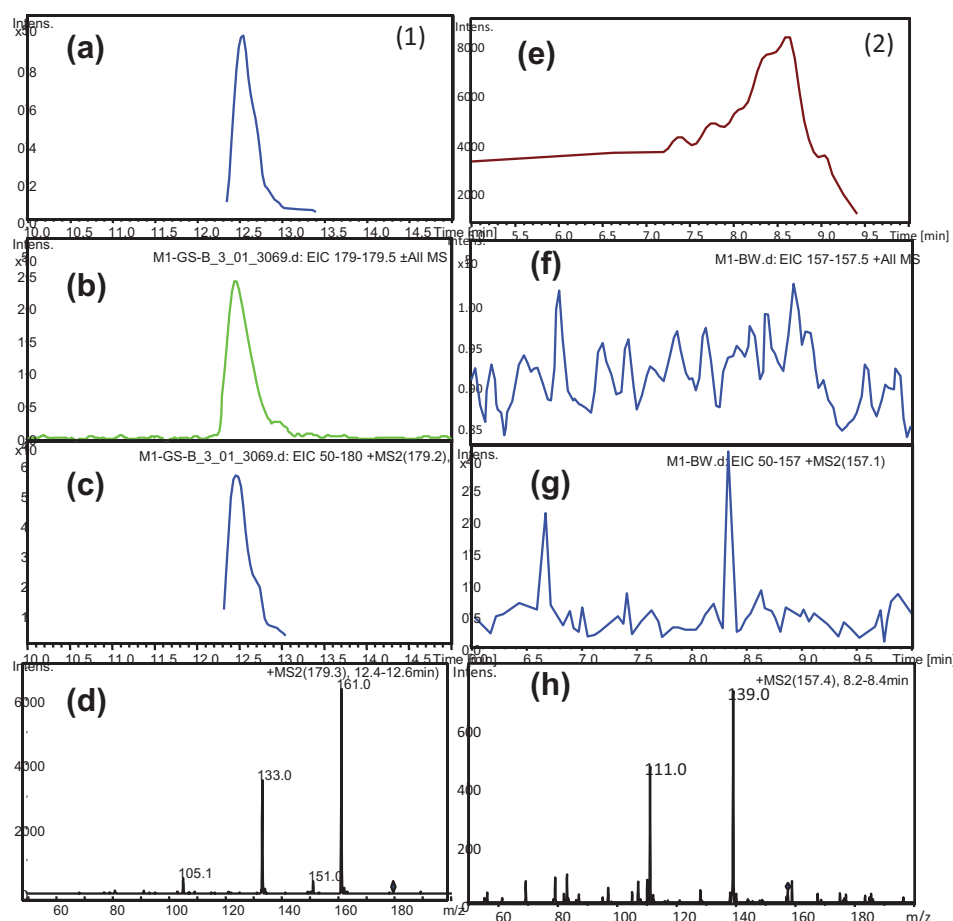 Intens.
x50
(a)
(1)
0.8
0.6
0.4
0.2
0.0
10.0 10.5 11.0 11.5 12.0 12.5 13.0 13.5 14.0 14.5 Time [min]
Intens.
8000
(e)
(2)
6000
4000
2000
5.5 6.0 6.5 7.0 7.5 8.0 8.5 9.0 Time [min]
Intens.
M1-GS-B_3_01_3069.d: EIC 179-179.5 ±All MS
(b)
2.5
2.0
1.5
1.0
0.5
0.0
Intens.
x10
M1-BW.d: EIC 157-157.5 +All MS
(f)
1.00
0.95
0.90
0.85
x10
M1-GS-B_3_01_3069.d: EIC 50-180 +MS2(179.2),
(c)
6
5
4
3
2
1
10.0 10.5 11.0 11.5 12.0 12.5 13.0 13.5 14.0 14.5 Time [min]
Intens.
M1-BW.d: EIC 50-157 +MS2(157.1)
(g)
2.5
2.0
1.5
1.0
0.5
0.0
6.5 7.0 7.5 8.0 8.5 9.0 9.5 Time [min]
Intens.
+MS2(179.3), 12.4-12.6min)
(d)
161.0
6000
4000
133.0
2000
105.1
151.0
0
60 80 100 120 140 160 180 m/z
Intens.
+MS2(157.4), 8.2-8.4min
(h)
139.0
600
111.0
400
200
0
60 80 100 120 140 160 180 m/z